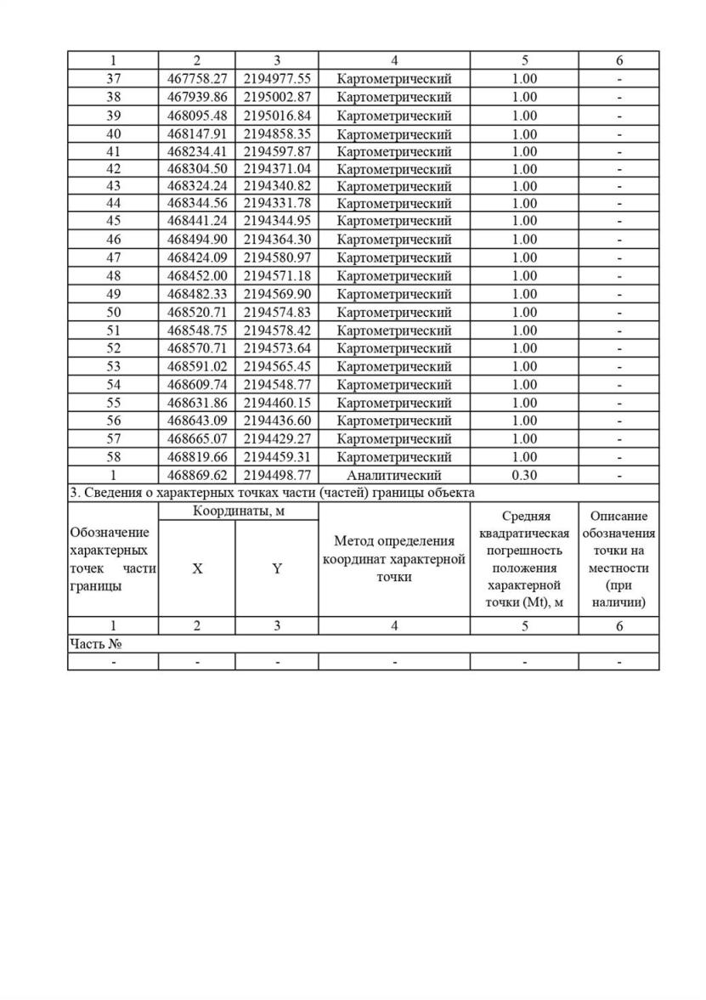 1 2 3 4 5 6
37 467758.27 2194977.55 Картометрический 1.00 -
38 467939.86 2195002.87 Картометрический 1.00 -
39 468095.48 2195016.84 Картометрический 1.00 -
40 468147.91 2194858.35 Картометрический 1.00 -
41 468234.41 2194597.87 Картометрический 1.00 -
42 468304.50 2194371.04 Картометрический 1.00 -
43 468324.24 2194340.82 Картометрический 1.00 -
44 468344.56 2194331.78 Картометрический 1.00 -
45 468441.24 2194344.95 Картометрический 1.00 -
46 468494.90 2194364.30 Картометрический 1.00 -
47 468424.09 2194580.97 Картометрический 1.00 -
48 468452.00 2194571.18 Картометрический 1.00 -
49 468482.33 2194569.90 Картометрический 1.00 -
50 468520.71 2194574.83 Картометрический 1.00 -
51 468548.75 2194578.42 Картометрический 1.00 -
52 468570.71 2194573.64 Картометрический 1.00 -
53 468591.02 2194565.45 Картометрический 1.00 -
54 468609.74 2194548.77 Картометрический 1.00 -
55 468631.86 2194460.15 Картометрический 1.00 -
56 468643.09 2194436.60 Картометрический 1.00 -
57 468665.07 2194429.27 Картометрический 1.00 -
58 468819.66 2194459.31 Картометрический 1.00 -
1 468869.62 2194498.77 Аналитический 0.30 -
3. Сведения о характерных точках части (частей) границы объекта
Обозначение
характерных
точек части
границы
Координаты, м
X Y
Метод определения
координат характерной
точки
Средняя
квадратическая
погрешность
положения
характерной
точки (Mt), м
Описание
обозначения
точки на
местности
(при
наличии)
1 2 3 4 5 6
Часть №
- - - - - -